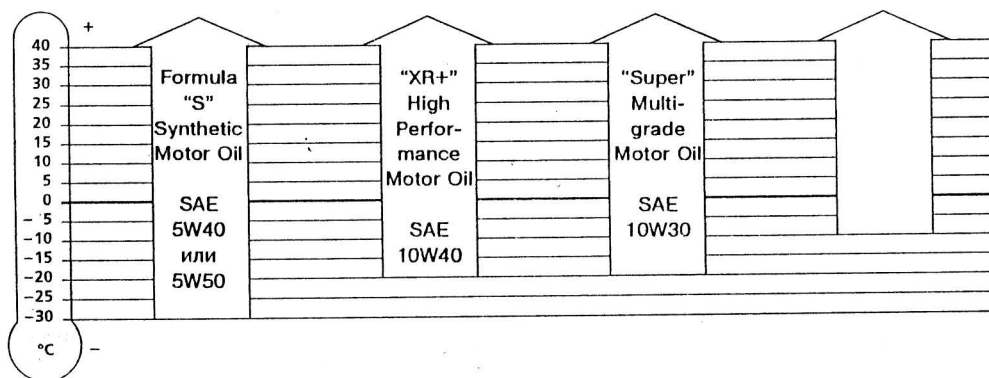 +
40
35
30
25
20
15
10
5
0
- 5
-10
-15
-20
-25
-30
°C
–
Formula
“S”
Synthetic
Motor Oil
SAE
5W40
или
5W50
“XR+”
High
Perfor-
mance
Motor Oil
SAE
10W40
“Super”
Multi-
grade
Motor Oil
SAE
10W30